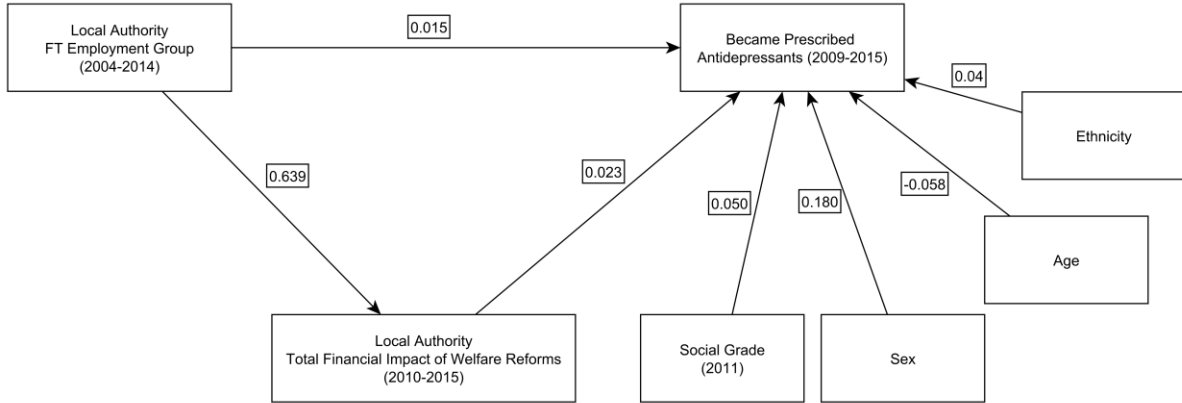 Local Authority
FT Employment Group
(2004-2014)
0.015
Became Prescribed
Antidepressants (2009-2015)
0.04
Ethnicity
0.639
0.023
0.050
0.180
-0.058
Age
Local Authority
Total Financial Impact of Welfare Reforms
(2010-2015)
Social Grade
(2011)
Sex